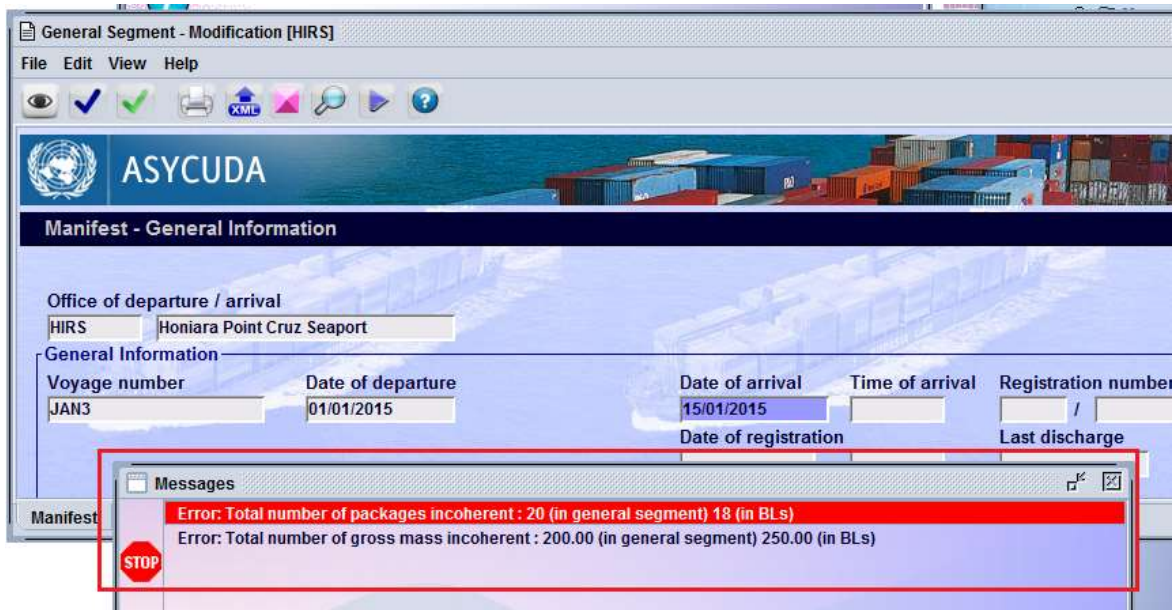 General Segment - Modification [HIRS]
File Edit View Help
XML
ASYCUDA
Manifest - General Information
Office of departure / arrival
HIRS Honiara Point Cruz Seaport
General Information
Voyage number Date of departure Date of arrival Time of arrival Registration number
JAN3 01/01/2015 15/01/2015 /
Date of registration Last discharge
Messages
Manifest
Error: Total number of packages incoherent : 20 (in general segment) 18 (in BLs)
Error: Total number of gross mass incoherent : 200.00 (in general segment) 250.00 (in BLs)
STOP